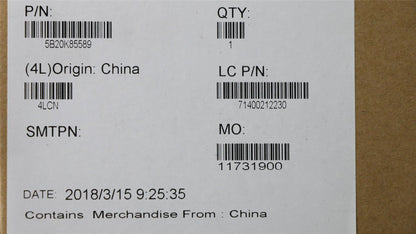 P/N:
5B20K85589
QTY:
1
(4L)Origin: China
4LCN
LC P/N:
71400212230
SMTPN:
MO:
11731900
DATE: 2018/3/15 9:25:35
Contains Merchandise From : China